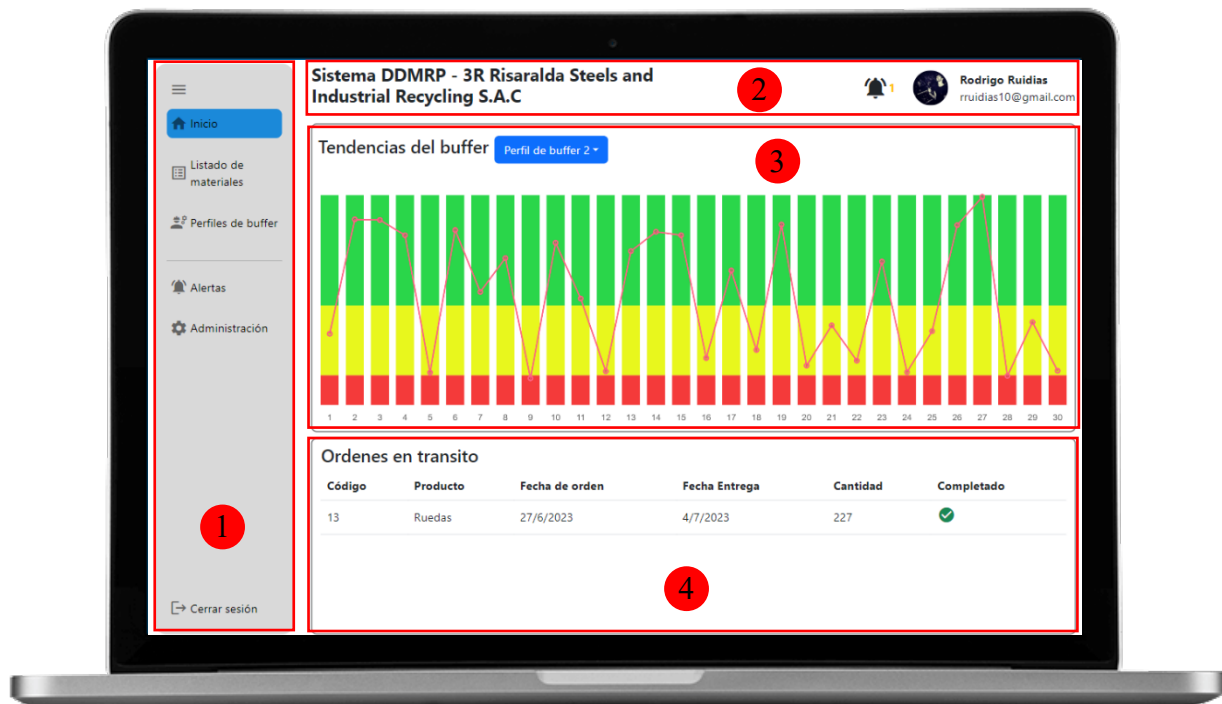 Sistema DDMRP - 3R Risaralda Steels and
Industrial Recycling S.A.C
2
1
Rodrigo Ruidias
rruidias10@gmail.com
Inicio
Listado de
materiales
Perfiles de buffer
Alertas
Administración
1
Cerrar sesión
Tendencias del buffer
Perfil de buffer 2
3
1 2 3 4 5 6 7 8 9 10 11 12 13 14 15 16 17 18 19 20 21 22 23 24 25 26 27 28 29 30
Ordenes en transito
Código Producto Fecha de orden Fecha Entrega Cantidad Completado
13 Ruedas 27/6/2023 4/7/2023 227
4